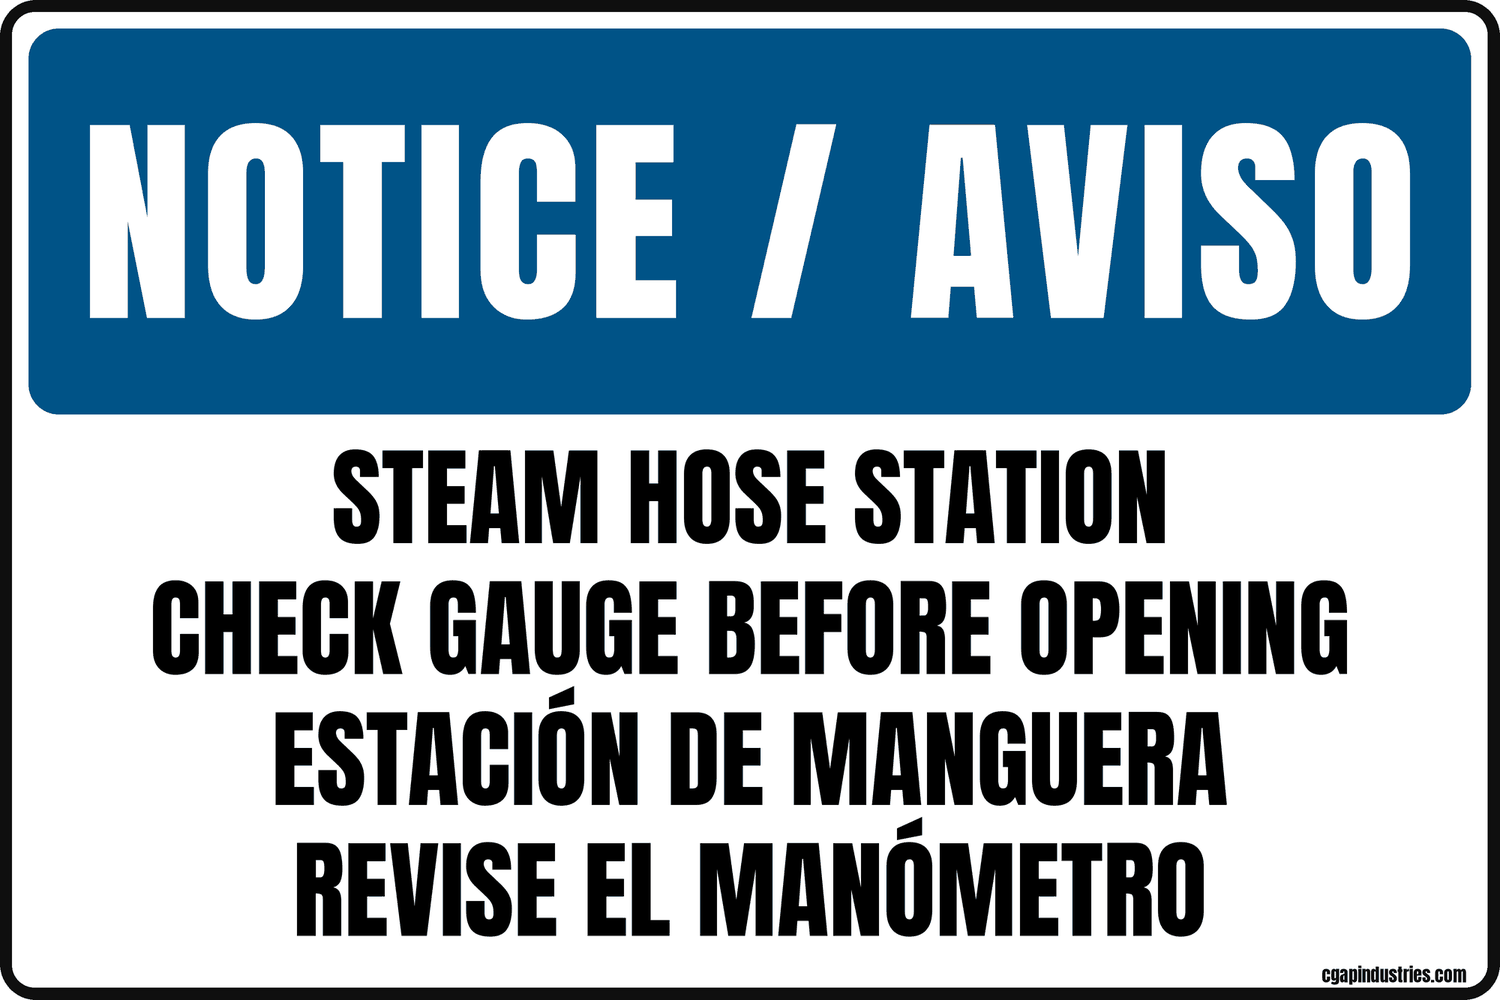 NOTICE / AVISO
STEAM HOSE STATION
CHECK GAUGE BEFORE OPENING
ESTACIÓN DE MANGUERA
REVISE EL MANÓMETRO
cgapindustries.com